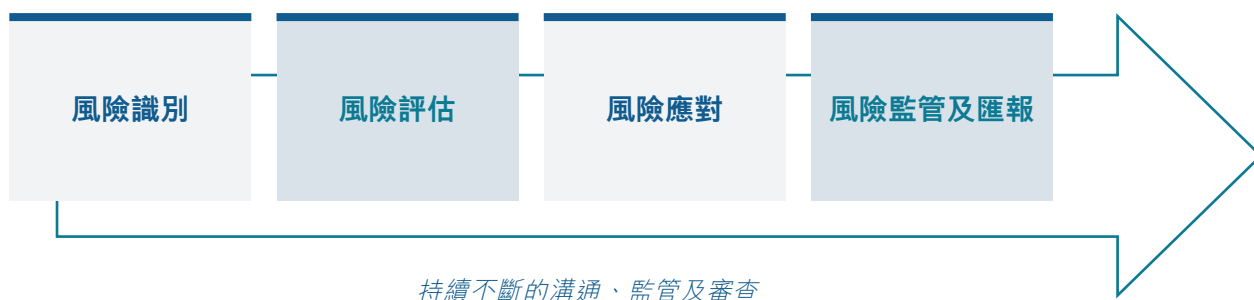 風險識別
風險評估
風險應對
風險監管及匯報
持續不斷的溝通、監管及審查